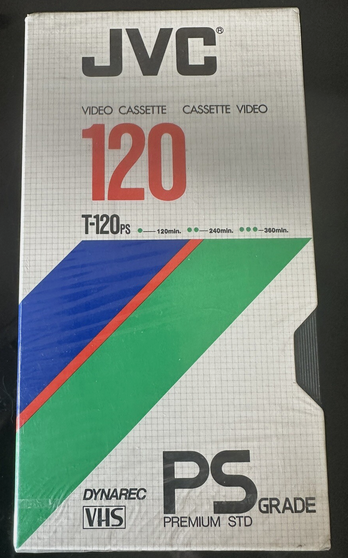 JVC®
VIDEO CASSETTE CASSETTE VIDEO
120
T-120PS ●—120min. ●●—240min. ●●●—360min.
DYNAREC
VHS
PS GRADE
PREMIUM STD